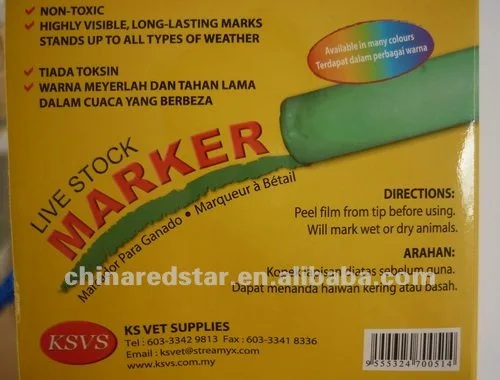 NON-TOXIC
HIGHLY VISIBLE, LONG-LASTING MARKS
STANDS UP TO ALL TYPES OF WEATHER
TIADA TOKSIN
WARNA MEYERLAH DAN TAHAN LAMA
DALAM CUACA YANG BERBEZA
Available in many colours
Terdapat dalam perbagai warna
LIVE STOCK
MARKER
Marcador Para Ganado • Marqueur à Bétail
DIRECTIONS:
Peel film from tip before using.
Will mark wet or dry animals.
ARAHAN:
diatas sebelum guna.
Dapat menanda haiwan kering atau basah.
chinaredstar.en.alibaba.com
KSVS
KS VET SUPPLIES
Tel : 603-3342 9813 Fax : 603-3341 8336
Email : ksvet@streamyx.com
www.ksvs.com.my
9 555324 700514